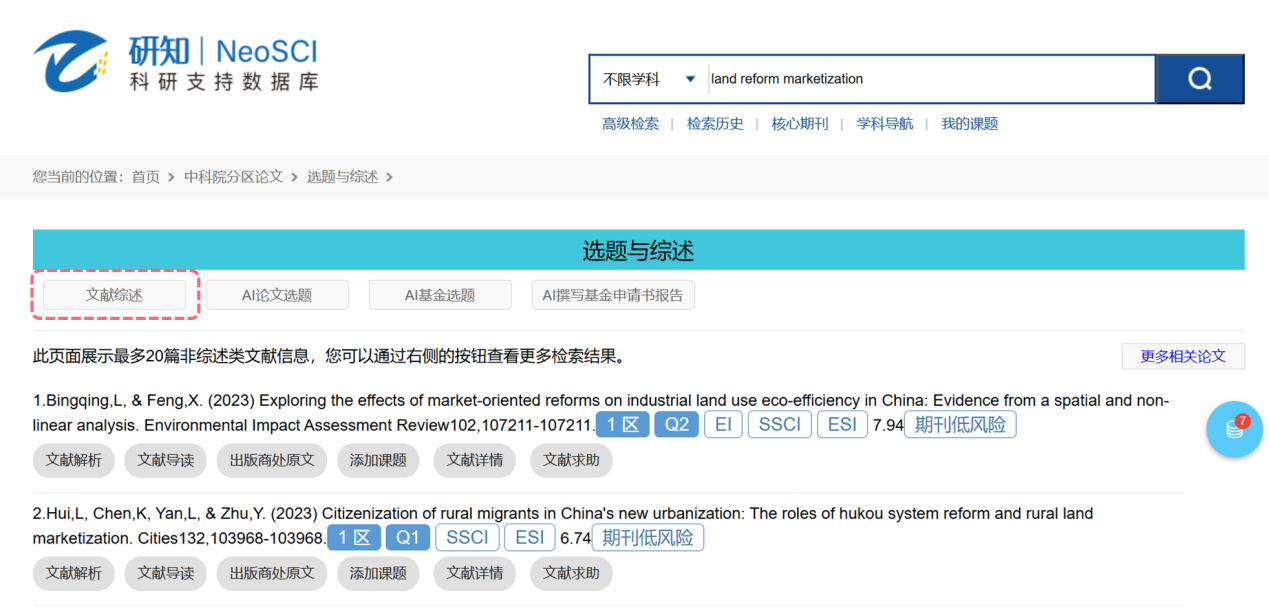 研知 | NeoSCI
科研支持数据库
不限学科 land reform marketization
高级检索 | 检索历史 | 核心期刊 | 学科导航 | 我的课题
您当前的位置：首页 > 中科院分区论文 > 选题与综述 >
选题与综述
文献综述 AI论文选题 AI基金选题 AI撰写基金申请书报告
此页面展示最多20篇非综述类文献信息，您可以通过右侧的按钮查看更多检索结果。 更多相关论文
1.Bingqing,L, & Feng,X. (2023) Exploring the effects of market-oriented reforms on industrial land use eco-efficiency in China: Evidence from a spatial and non-
linear analysis. Environmental Impact Assessment Review102,107211-107211. 1 区 Q2 EI SSCI ESI 7.94 期刊低风险
7
文献解析 文献导读 出版商处原文 添加课题 文献详情 文献求助
2.Hui,L, Chen,K, Yan,L, & Zhu,Y. (2023) Citizenization of rural migrants in China's new urbanization: The roles of hukou system reform and rural land
marketization. Cities132,103968-103968. 1 区 Q1 SSCI ESI 6.74 期刊低风险
文献解析 文献导读 出版商处原文 添加课题 文献详情 文献求助